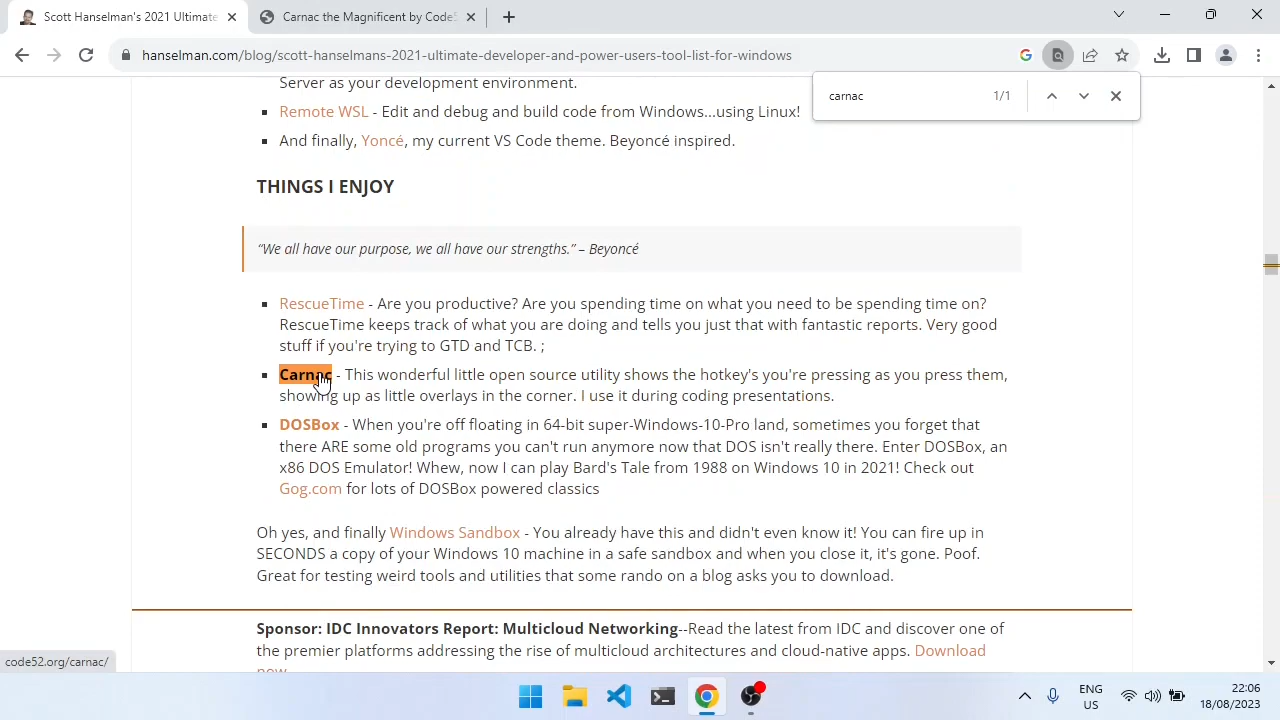 Scott Hanselman's 2021 Ultimate
Carnac the Magnificent by Code5
hanselman.com/blog/scott-hanselmans-2021-ultimate-developer-and-power-users-tool-list-for-windows
carnac
1/1
Server as your development environment.
Remote WSL - Edit and debug and build code from Windows...using Linux!
And finally, Yoncé, my current VS Code theme. Beyoncé inspired.
THINGS I ENJOY
“We all have our purpose, we all have our strengths.” – Beyoncé
RescueTime - Are you productive? Are you spending time on what you need to be spending time on?
RescueTime keeps track of what you are doing and tells you just that with fantastic reports. Very good
stuff if you're trying to GTD and TCB. ;
Carnac - This wonderful little open source utility shows the hotkey's you're pressing as you press them,
showing up as little overlays in the corner. I use it during coding presentations.
DOSBox - When you're off floating in 64-bit super-Windows-10-Pro land, sometimes you forget that
there ARE some old programs you can't run anymore now that DOS isn't really there. Enter DOSBox, an
x86 DOS Emulator! Whew, now I can play Bard's Tale from 1988 on Windows 10 in 2021! Check out
Gog.com for lots of DOSBox powered classics
Oh yes, and finally Windows Sandbox - You already have this and didn't even know it! You can fire up in
SECONDS a copy of your Windows 10 machine in a safe sandbox and when you close it, it's gone. Poof.
Great for testing weird tools and utilities that some rando on a blog asks you to download.
Sponsor: IDC Innovators Report: Multicloud Networking--Read the latest from IDC and discover one of
the premier platforms addressing the rise of multicloud architectures and cloud-native apps. Download
now
code52.org/carnac/
ENG
US
22:06
18/08/2023